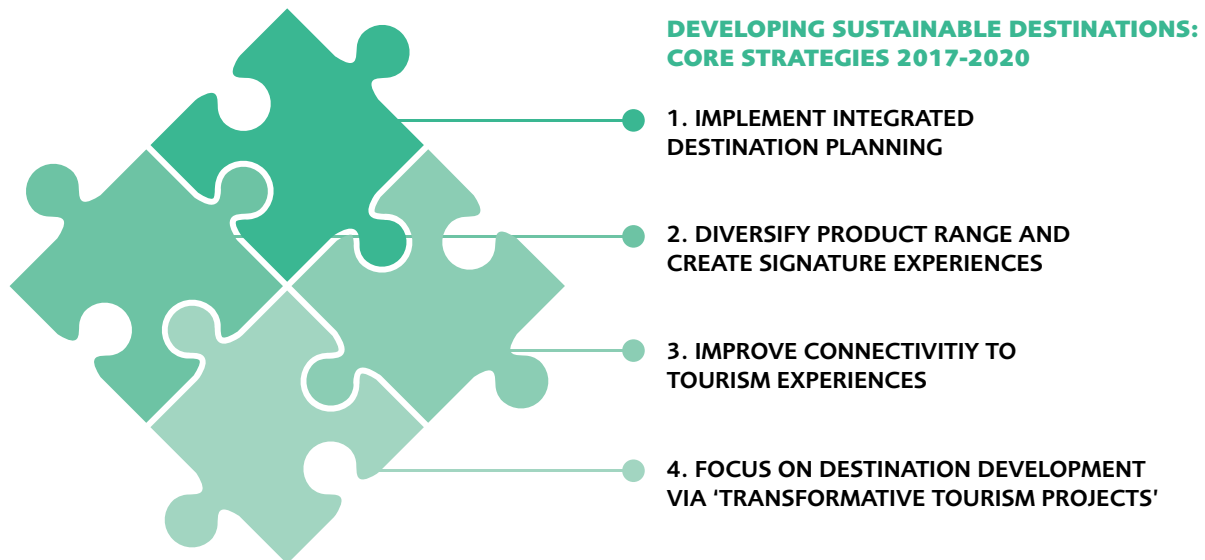 DEVELOPING SUSTAINABLE DESTINATIONS:
CORE STRATEGIES 2017-2020
1. IMPLEMENT INTEGRATED
DESTINATION PLANNING
2. DIVERSIFY PRODUCT RANGE AND
CREATE SIGNATURE EXPERIENCES
3. IMPROVE CONNECTIVITIY TO
TOURISM EXPERIENCES
4. FOCUS ON DESTINATION DEVELOPMENT
VIA ‘TRANSFORMATIVE TOURISM PROJECTS’